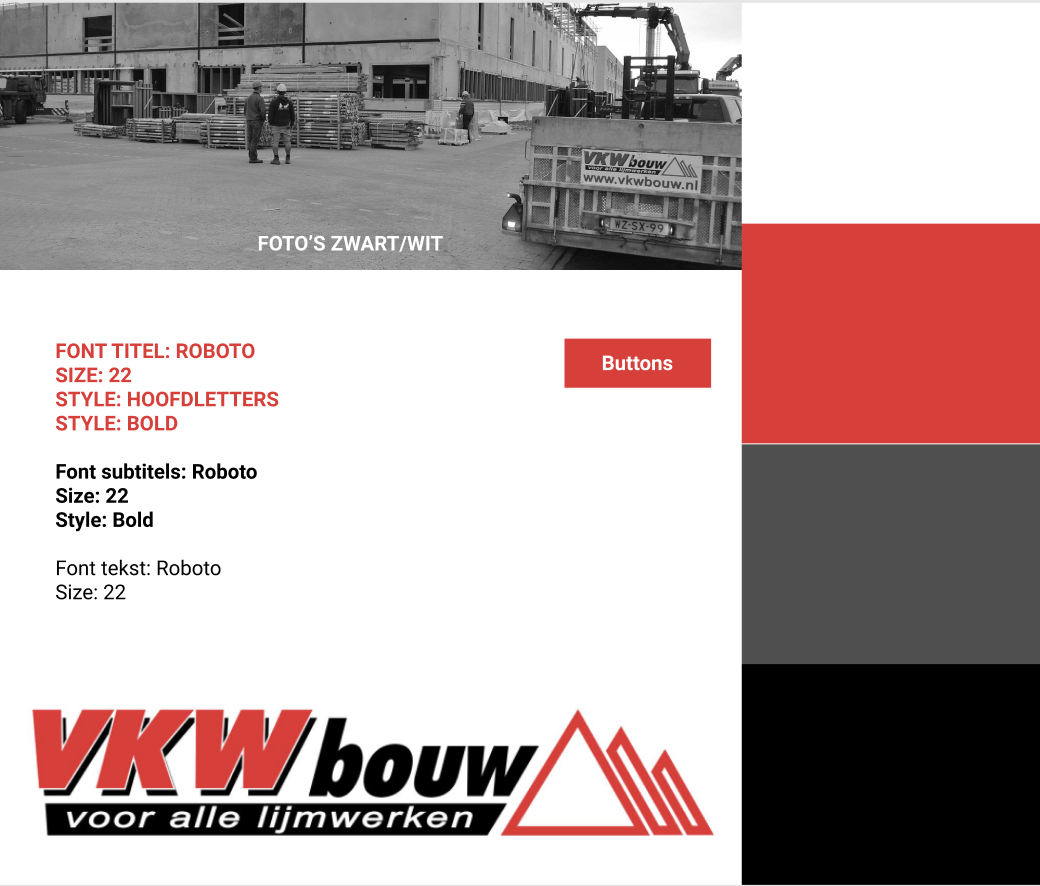 VKW bouw
voor alle lijmwerken
www.vkwbouw.nl
WZ-SX-99
FOTO’S ZWART/WIT
FONT TITEL: ROBOTO
SIZE: 22
STYLE: HOOFDLETTERS
STYLE: BOLD
Buttons
Font subtitels: Roboto
Size: 22
Style: Bold
Font tekst: Roboto
Size: 22
VKW bouw
voor alle lijmwerken